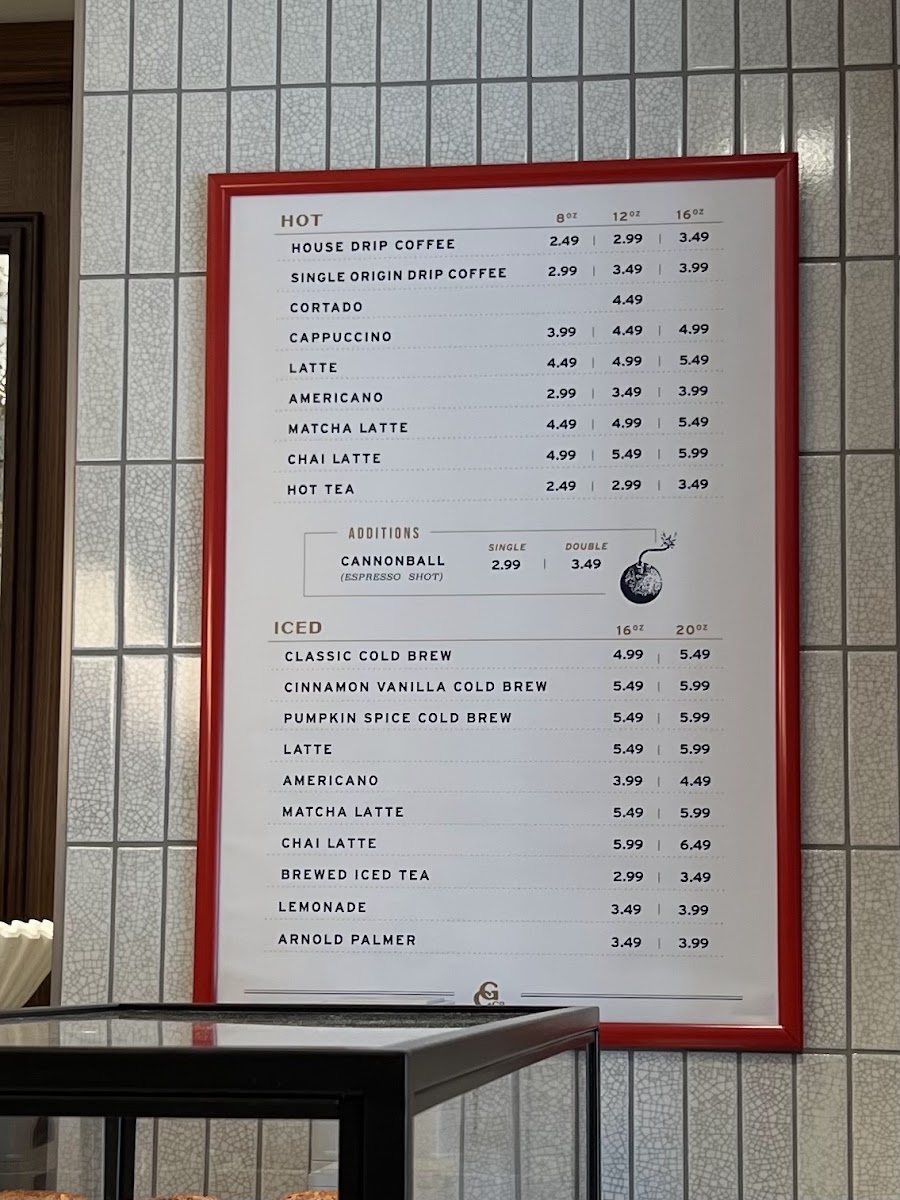 HOT 8oz 12oz 16oz
HOUSE DRIP COFFEE 2.49 | 2.99 | 3.49
SINGLE ORIGIN DRIP COFFEE 2.99 | 3.49 | 3.99
CORTADO 4.49
CAPPUCCINO 3.99 | 4.49 | 4.99
LATTE 4.49 | 4.99 | 5.49
AMERICANO 2.99 | 3.49 | 3.99
MATCHA LATTE 4.49 | 4.99 | 5.49
CHAI LATTE 4.99 | 5.49 | 5.99
HOT TEA 2.49 | 2.99 | 3.49
ADDITIONS
SINGLE DOUBLE
CANNONBALL 2.99 | 3.49
(ESPRESSO SHOT)
ICED 16oz 20oz
CLASSIC COLD BREW 4.99 | 5.49
CINNAMON VANILLA COLD BREW 5.49 | 5.99
PUMPKIN SPICE COLD BREW 5.49 | 5.99
LATTE 5.49 | 5.99
AMERICANO 3.99 | 4.49
MATCHA LATTE 5.49 | 5.99
CHAI LATTE 5.99 | 6.49
BREWED ICED TEA 2.99 | 3.49
LEMONADE 3.49 | 3.99
ARNOLD PALMER 3.49 | 3.99